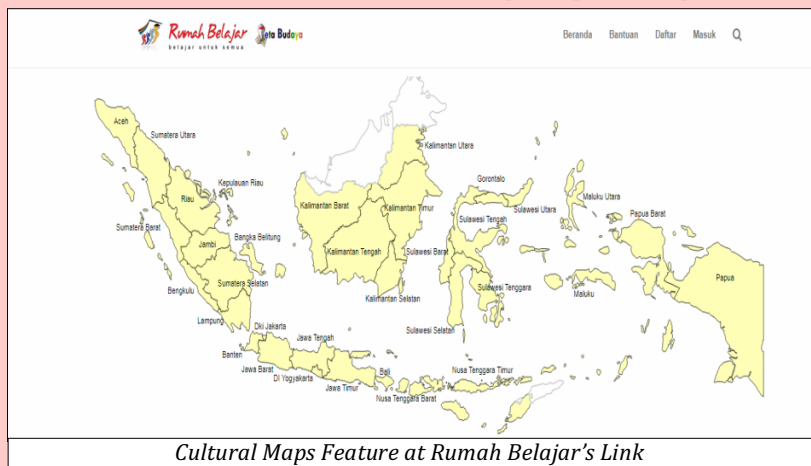 Rumah Belajar
belajar untuk semua
Peta Budaya
Beranda Bantuan Daftar Masuk
Aceh
Sumatera Utara
Kalimantan Utara
Kepulauan Riau
Gorontalo
Riau
Kalimantan Barat
Kalimantan Timur
Sulawesi Utara
Maluku Utara
Sulawesi Tengah
Papua Barat
Sumatera Barat
Bangka Belitung
Jambi
Kalimantan Tengah
Sulawesi Barat
Papua
Sumatera Selatan
Bengkulu
Sulawesi Tenggara
Kalimantan Selatan
Maluku
Lampung
Dki Jakarta
Sulawesi Selatan
Jawa Tengah
Banten
Jawa Barat
Bali
Nusa Tenggara Timur
DI Yogyakarta
Jawa Timur
Nusa Tenggara Barat
Cultural Maps Feature at Rumah Belajar's Link